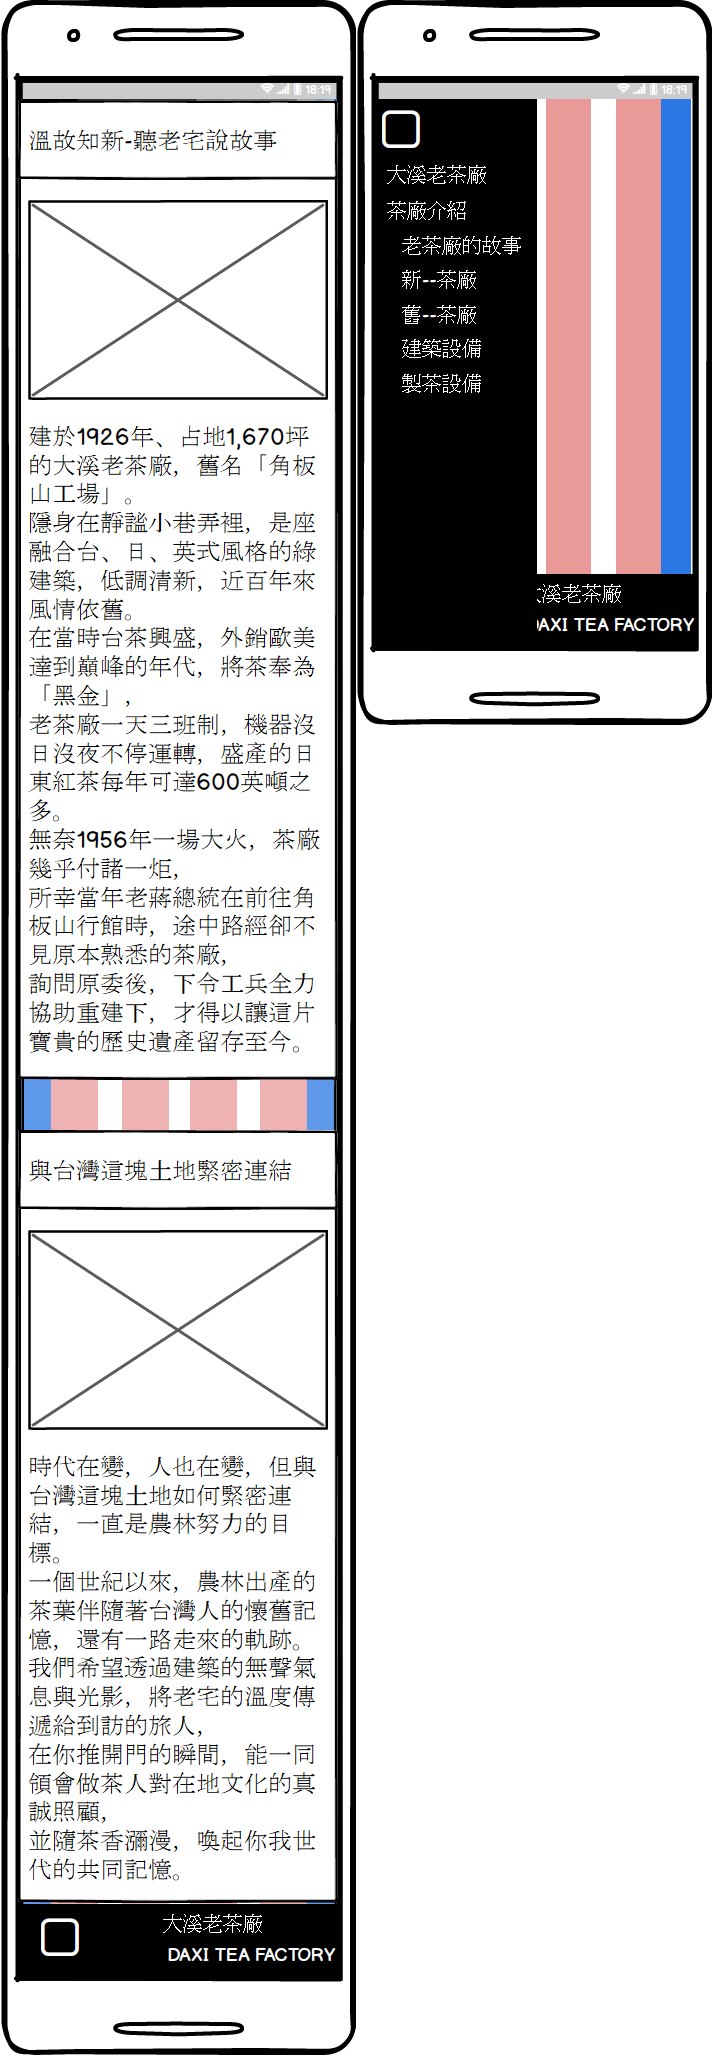 18:19
溫故知新-聽老宅說故事
建於1926年、占地1,670坪
的大溪老茶廠，舊名「角板
山工場」。
隱身在靜謐小巷弄裡，是座
融合台、日、英式風格的綠
建築，低調清新，近百年來
風情依舊。
在當時台茶興盛，外銷歐美
達到巔峰的年代，將茶奉為
「黑金」，
老茶廠一天三班制，機器沒
日沒夜不停運轉，盛產的日
東紅茶每年可達600英噸之
多。
無奈1956年一場大火，茶廠
幾乎付諸一炬，
所幸當年老蔣總統在前往角
板山行館時，途中路經卻不
見原本熟悉的茶廠，
詢問原委後，下令工兵全力
協助重建下，才得以讓這片
寶貴的歷史遺產留存至今。
與台灣這塊土地緊密連結
時代在變，人也在變，但與
台灣這塊土地如何緊密連
結，一直是農林努力的目
標。
一個世紀以來，農林出產的
茶葉伴隨著台灣人的懷舊記
憶，還有一路走來的軌跡。
我們希望透過建築的無聲氣
息與光影，將老宅的溫度傳
遞給到訪的旅人，
在你推開門的瞬間，能一同
領會做茶人對在地文化的真
誠照顧，
並隨茶香瀰漫，喚起你我世
代的共同記憶。
大溪老茶廠
DAXI TEA FACTORY
18:19
大溪老茶廠
茶廠介紹
老茶廠的故事
新--茶廠
舊--茶廠
建築設備
製茶設備
大溪老茶廠
DAXI TEA FACTORY